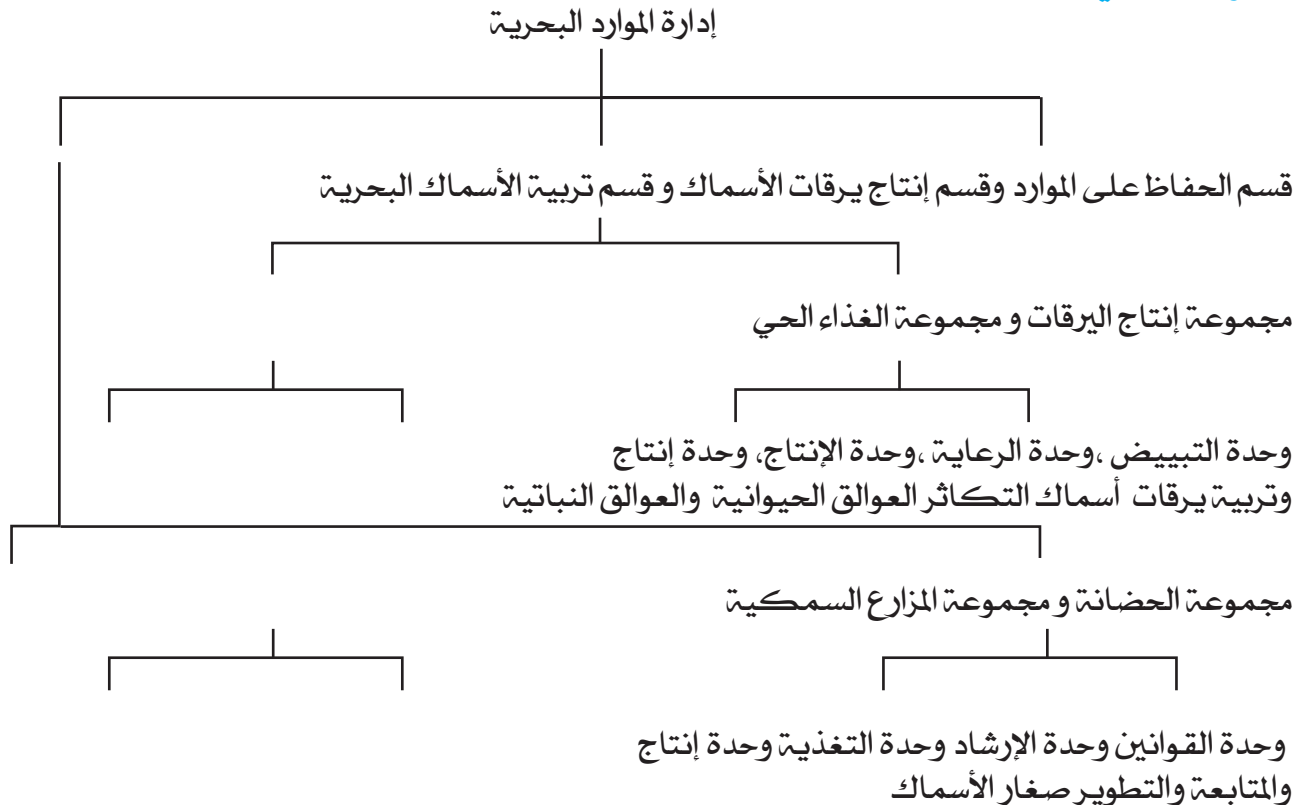 إدارة الموارد البحرية
قسم الحفاظ على الموارد وقسم إنتاج يرقات الأسماك و قسم تربية الأسماك البحرية
مجموعة إنتاج اليرقات و مجموعة الغذاء الحي
وحدة التبييض ،وحدة الرعاية ،وحدة الإنتاج، وحدة إنتاج
وتربية يرقات أسماك التكاثر العوالق الحيوانية والعوالق النباتية
مجموعة الحضانة و مجموعة المزارع السمكية
وحدة القوانين وحدة الإرشاد وحدة التغذية وحدة إنتاج
والمتابعة والتطوير صغار الأسماك